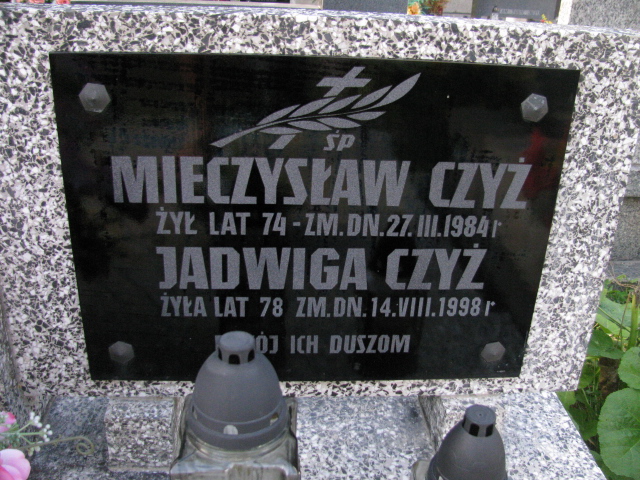 ŚP
MIECZYSŁAW CZYŻ
ŻYŁ LAT 74 - ZM. DN. 27. III. 1984 r
JADWIGA CZYŻ
ŻYŁA LAT 78 ZM. DN. 14. VIII. 1998 r
ICH DUSZOM